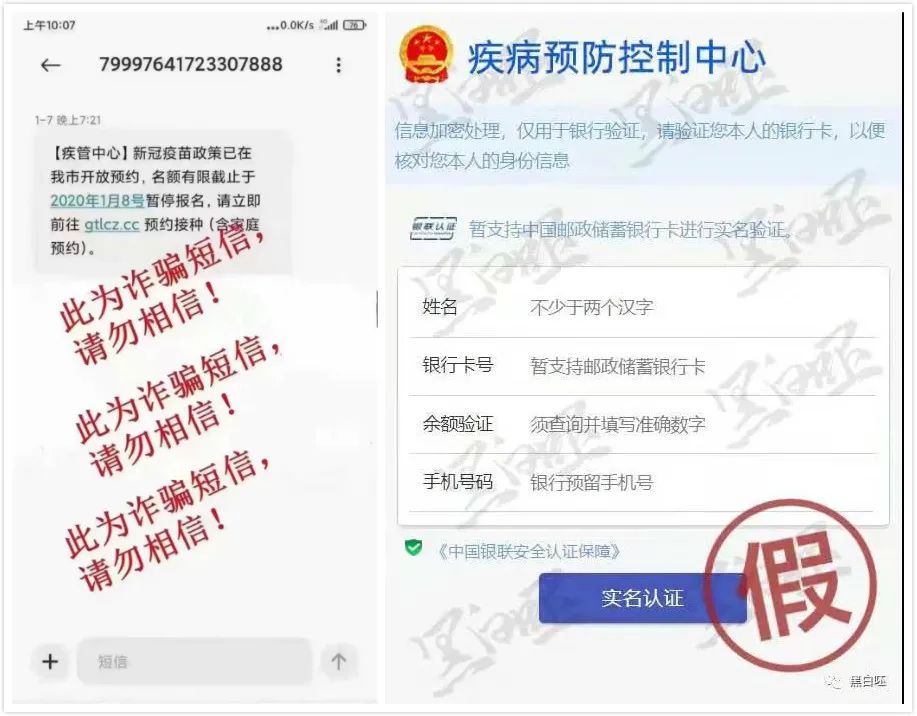 上午10:07
...0.0K/s
5G
26
79997641723307888
1-7 晚上7:21
【疾管中心】新冠疫苗政策已在
我市开放预约，名额有限截止于
2020年1月8号暂停报名，请立即
前往 gtlcz.cc 预约接种（含家庭
预约）。
此为诈骗短信，
请勿相信！
此为诈骗短信，
请勿相信！
此为诈骗短信，
请勿相信！
短信
疾病预防控制中心
信息加密处理，仅用于银行验证，请验证您本人的银行卡，以便
核对您本人的身份信息
银联认证
暂支持中国邮政储蓄银行卡进行实名验证。
姓名 不少于两个汉字
银行卡号 暂支持邮政储蓄银行卡
余额验证 须查询并填写准确数字
手机号码 银行预留手机号
《中国银联安全认证保障》
实名认证
假
黑白呸